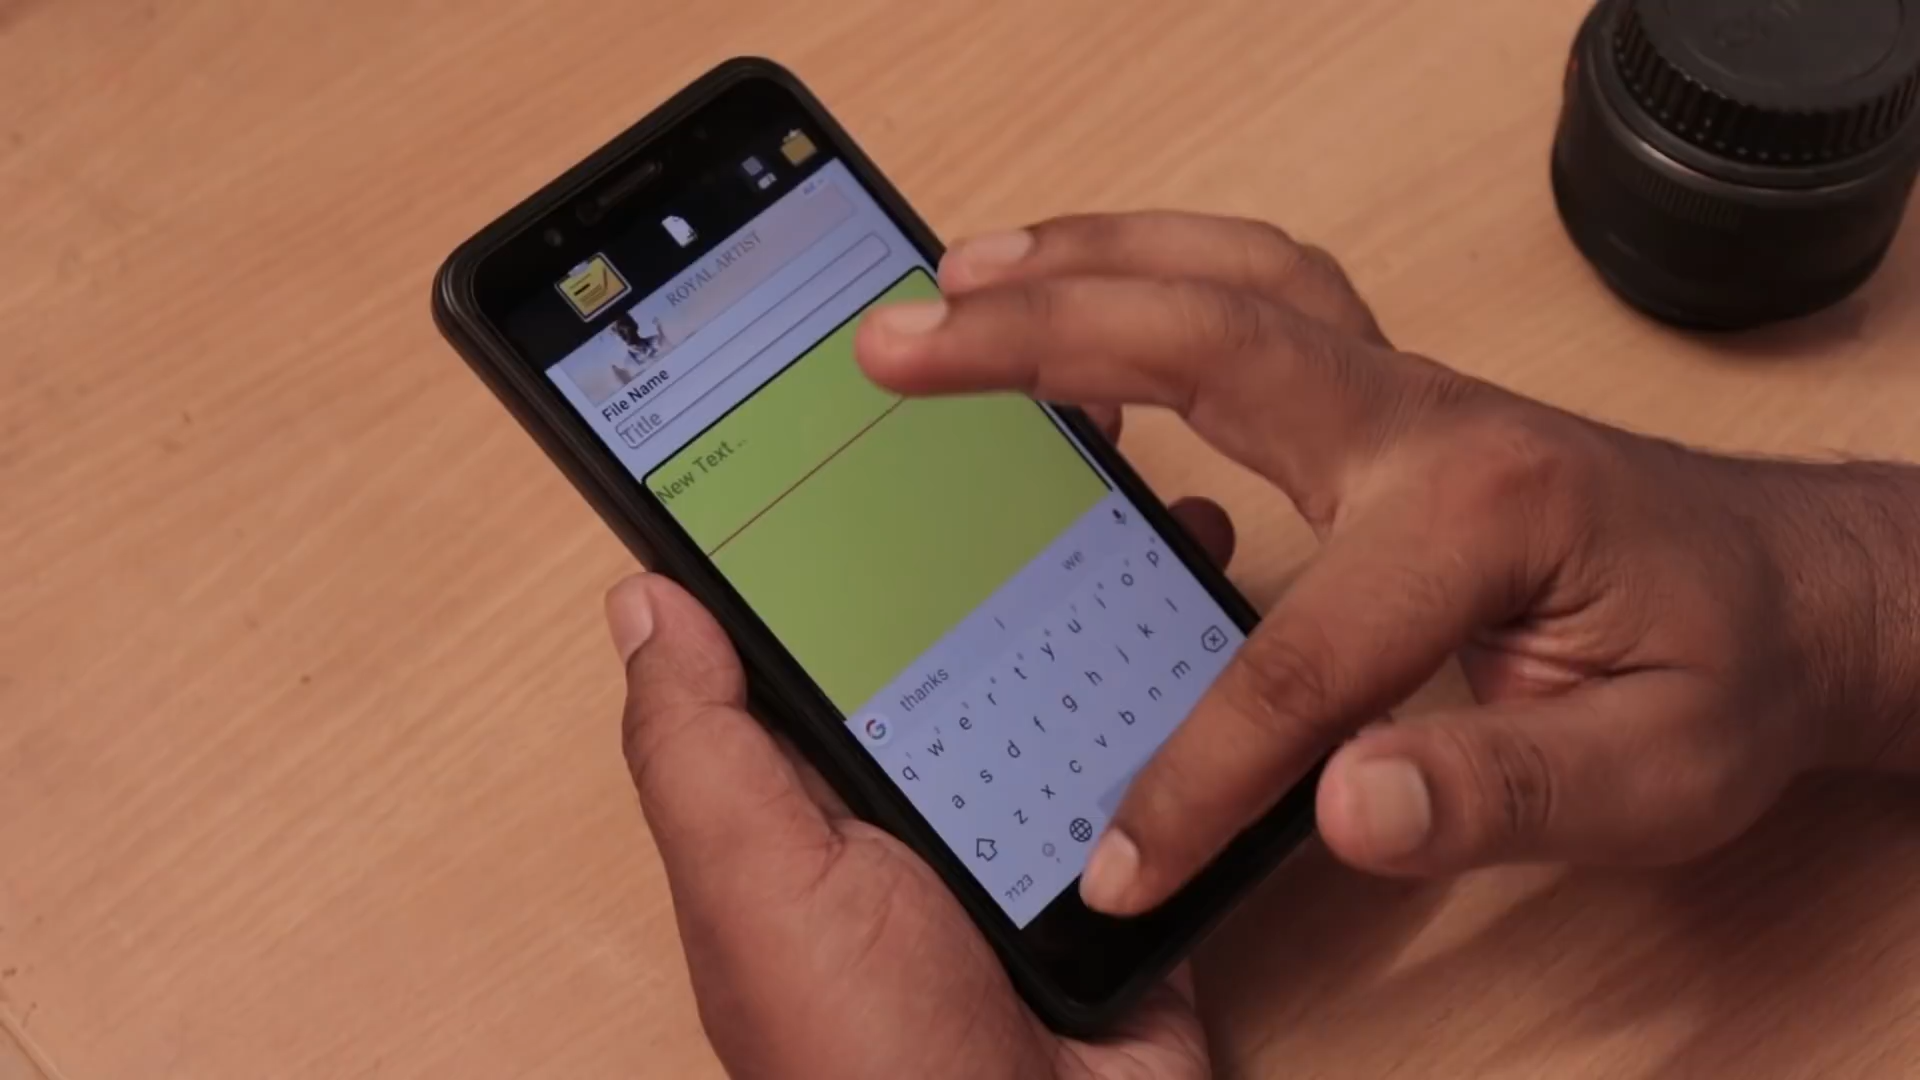 ROYAL ARTIST
File Name
Title
New Text ...
thanks
we
q w e r t y u i o p
a s d f g h j k l
z x c v b n m
?123